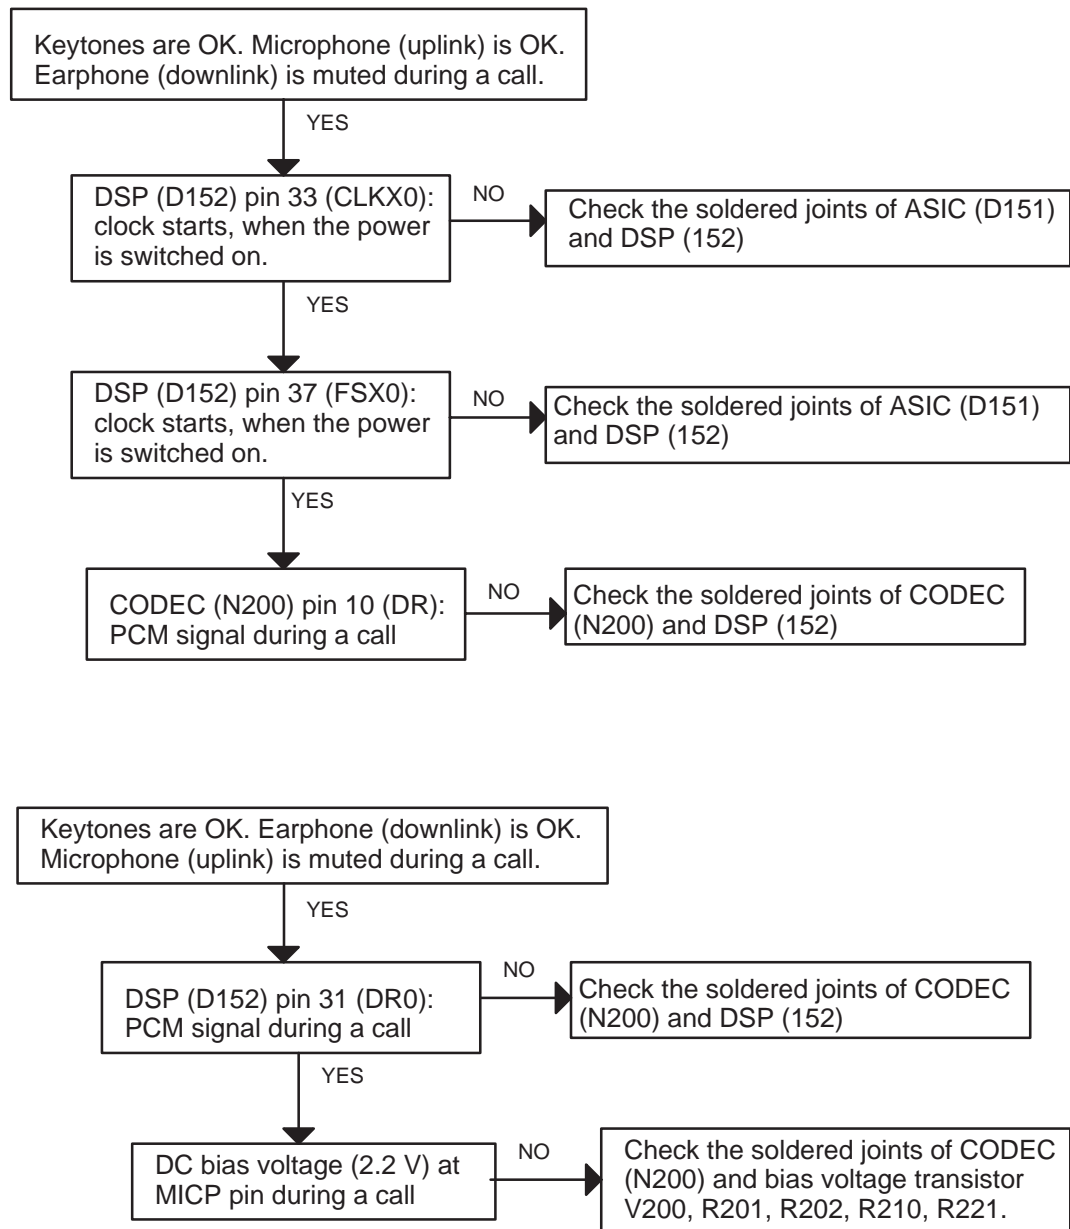 Keytones are OK. Microphone (uplink) is OK.
Earphone (downlink) is muted during a call.
YES
DSP (D152) pin 33 (CLKX0):
clock starts, when the power
is switched on.
NO
Check the soldered joints of ASIC (D151)
and DSP (152)
YES
DSP (D152) pin 37 (FSX0):
clock starts, when the power
is switched on.
NO
Check the soldered joints of ASIC (D151)
and DSP (152)
YES
CODEC (N200) pin 10 (DR):
PCM signal during a call
NO
Check the soldered joints of CODEC
(N200) and DSP (152)
Keytones are OK. Earphone (downlink) is OK.
Microphone (uplink) is muted during a call.
YES
DSP (D152) pin 31 (DR0):
PCM signal during a call
NO
Check the soldered joints of CODEC
(N200) and DSP (152)
YES
DC bias voltage (2.2 V) at
MICP pin during a call
NO
Check the soldered joints of CODEC
(N200) and bias voltage transistor
V200, R201, R202, R210, R221.